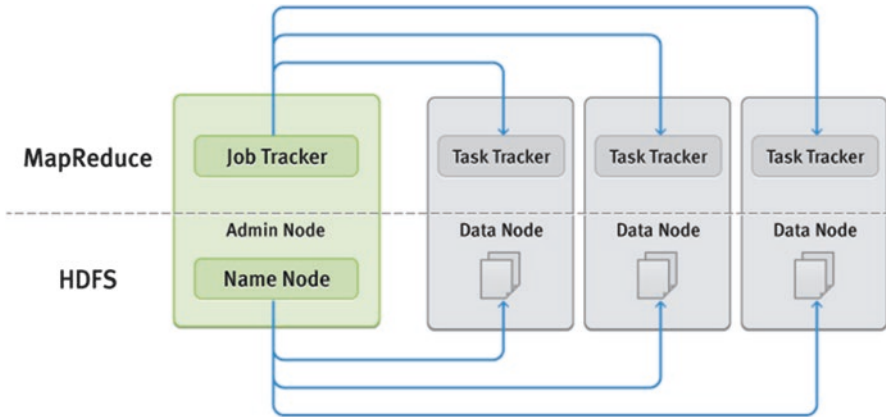 MapReduce
Job Tracker
Task Tracker
Task Tracker
Task Tracker
Admin Node
Data Node
Data Node
Data Node
HDFS
Name Node